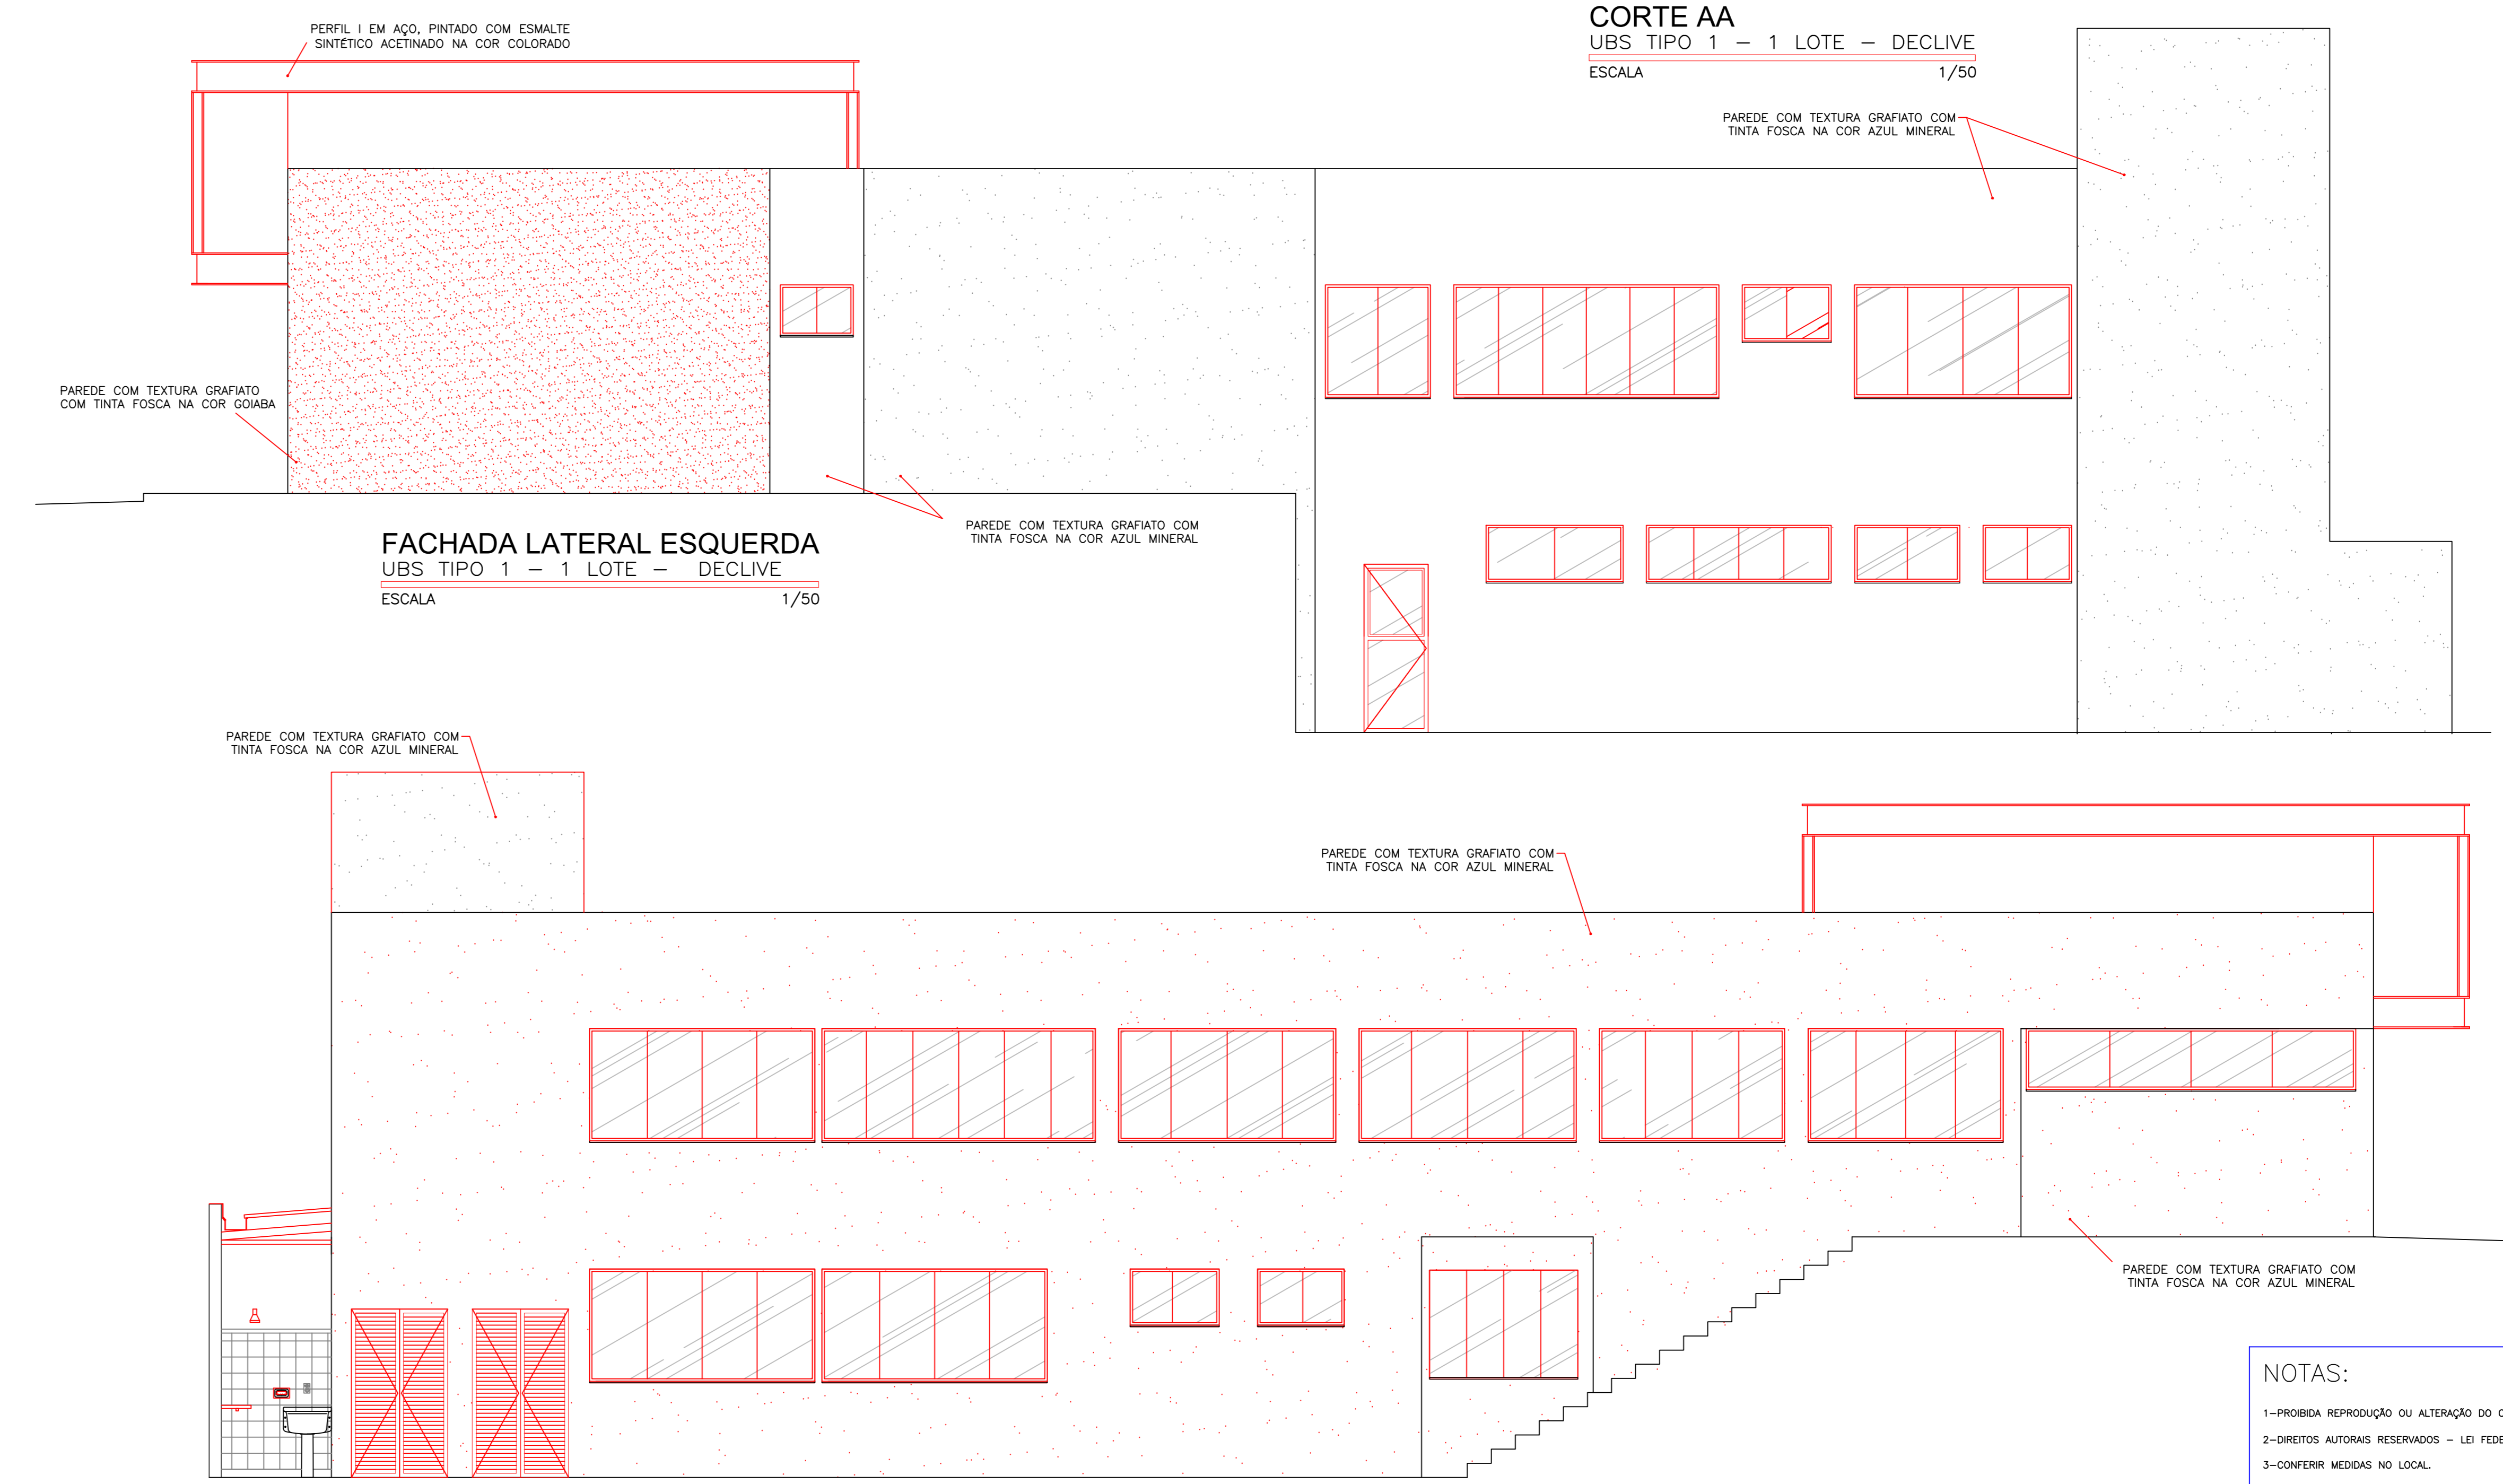 PERFIL I EM AÇO, PINTADO COM ESMALTE
SINTÉTICO ACETINADO NA COR COLORADO
CORTE AA
UBS TIPO 1 – 1 LOTE – DECLIVE
ESCALA 1/50
PAREDE COM TEXTURA GRAFIATO COM
TINTA FOSCA NA COR AZUL MINERAL
PAREDE COM TEXTURA GRAFIATO
COM TINTA FOSCA NA COR GOIABA
PAREDE COM TEXTURA GRAFIATO COM
TINTA FOSCA NA COR AZUL MINERAL
FACHADA LATERAL ESQUERDA
UBS TIPO 1 – 1 LOTE – DECLIVE
ESCALA 1/50
PAREDE COM TEXTURA GRAFIATO COM
TINTA FOSCA NA COR AZUL MINERAL
PAREDE COM TEXTURA GRAFIATO COM
TINTA FOSCA NA COR AZUL MINERAL
PAREDE COM TEXTURA GRAFIATO COM
TINTA FOSCA NA COR AZUL MINERAL
NOTAS:
1–PROIBIDA REPRODUÇÃO OU ALTERAÇÃO DO
2–DIREITOS AUTORAIS RESERVADOS – LEI
3–CONFERIR MEDIDAS NO LOCAL.